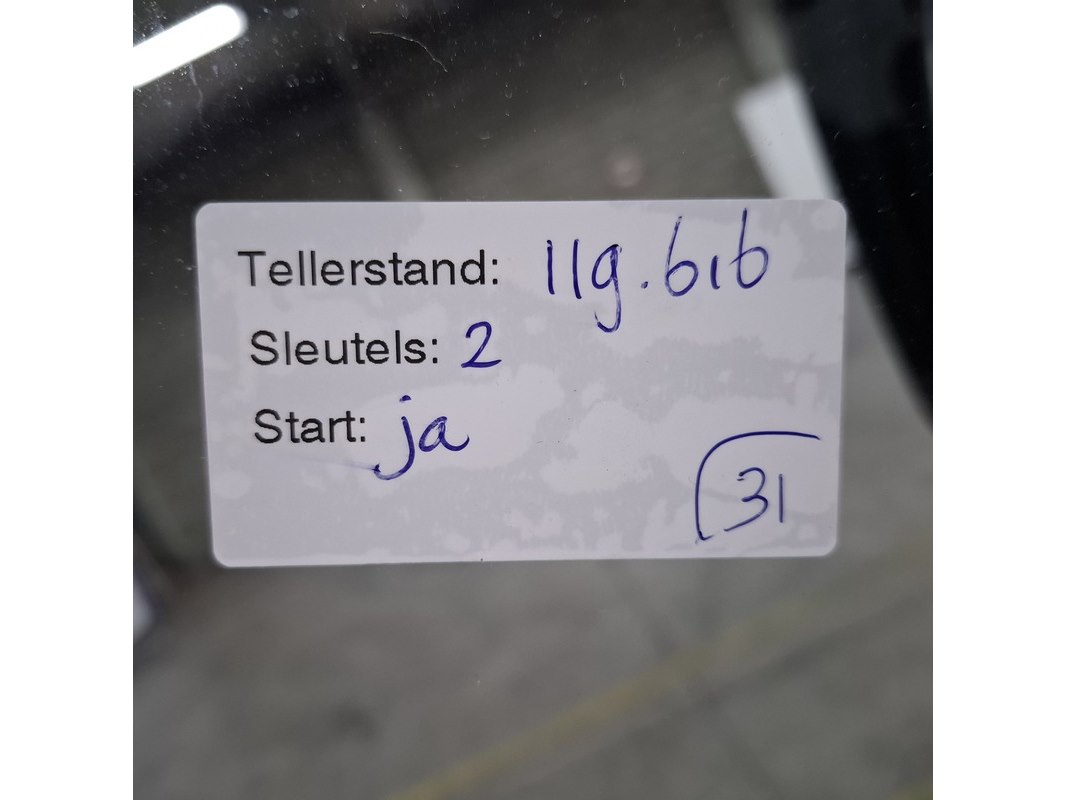 Tellerstand: 119.616
Sleutels: 2
Start: ja
31